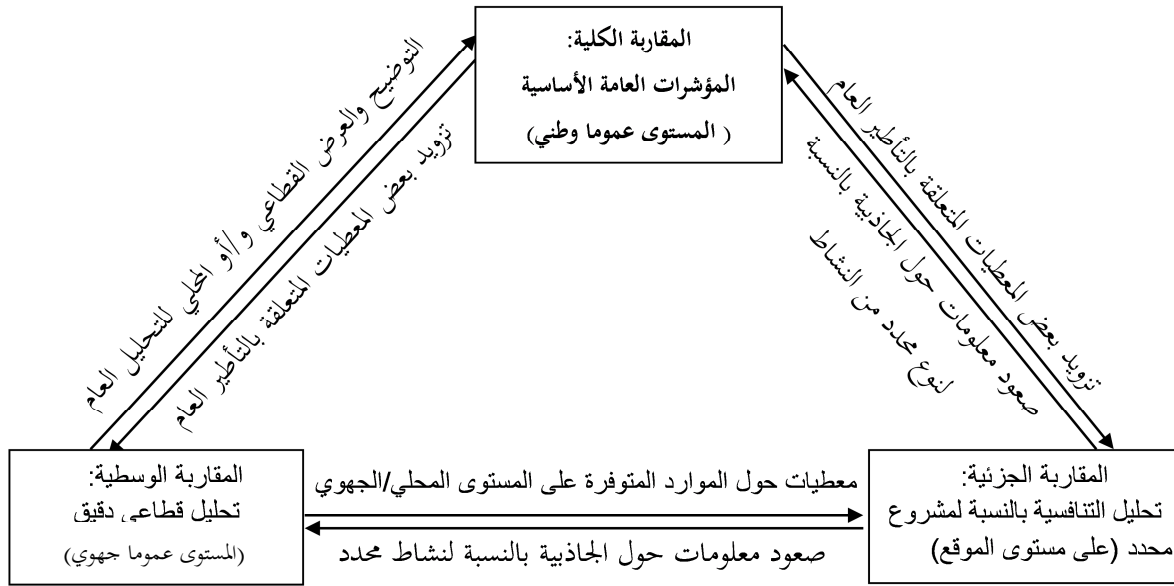 المقاربة الكلية:
المؤشرات العامة الأساسية
( المستوى عموما وطني)
التوضيح والعرض القطاعي و/أو المحلي للتحليل العام
تزويد بعض المعطيات المتعلقة بالتأطير العام
تزويد بعض المعطيات المتعلقة بالتأطير العام
صعود معلومات حول الجاذبية بالنسبة
لنوع محدد من النشاط
المقاربة الجزئية:
تحليل التنافسية بالنسبة لمشروع
محدد (على مستوى الموقع)
معطيات حول الموارد المتوفرة على المستوى المحلي/الجهوي
صعود معلومات حول الجاذبية بالنسبة لنشاط محدد
المقاربة الوسطية:
تحليل قطاعي دقيق
(المستوى عموما جهوي)